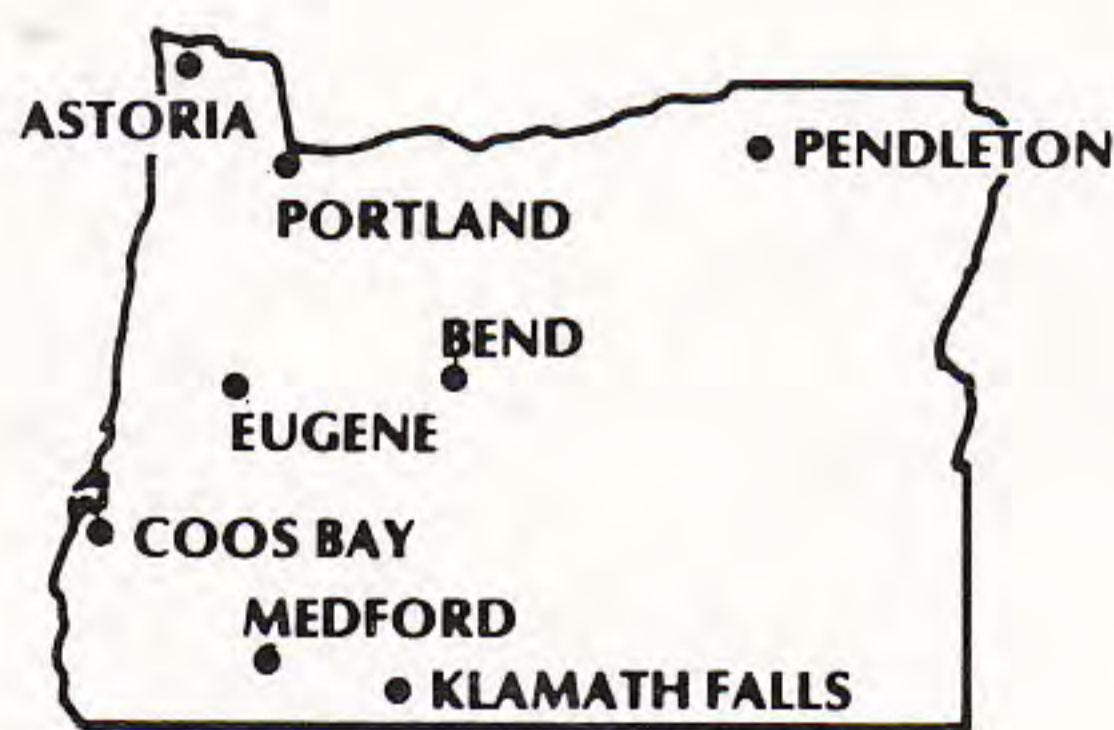 ASTORIA
PENDLETON
PORTLAND
BEND
EUGENE
COOS BAY
MEDFORD
KLAMATH FALLS